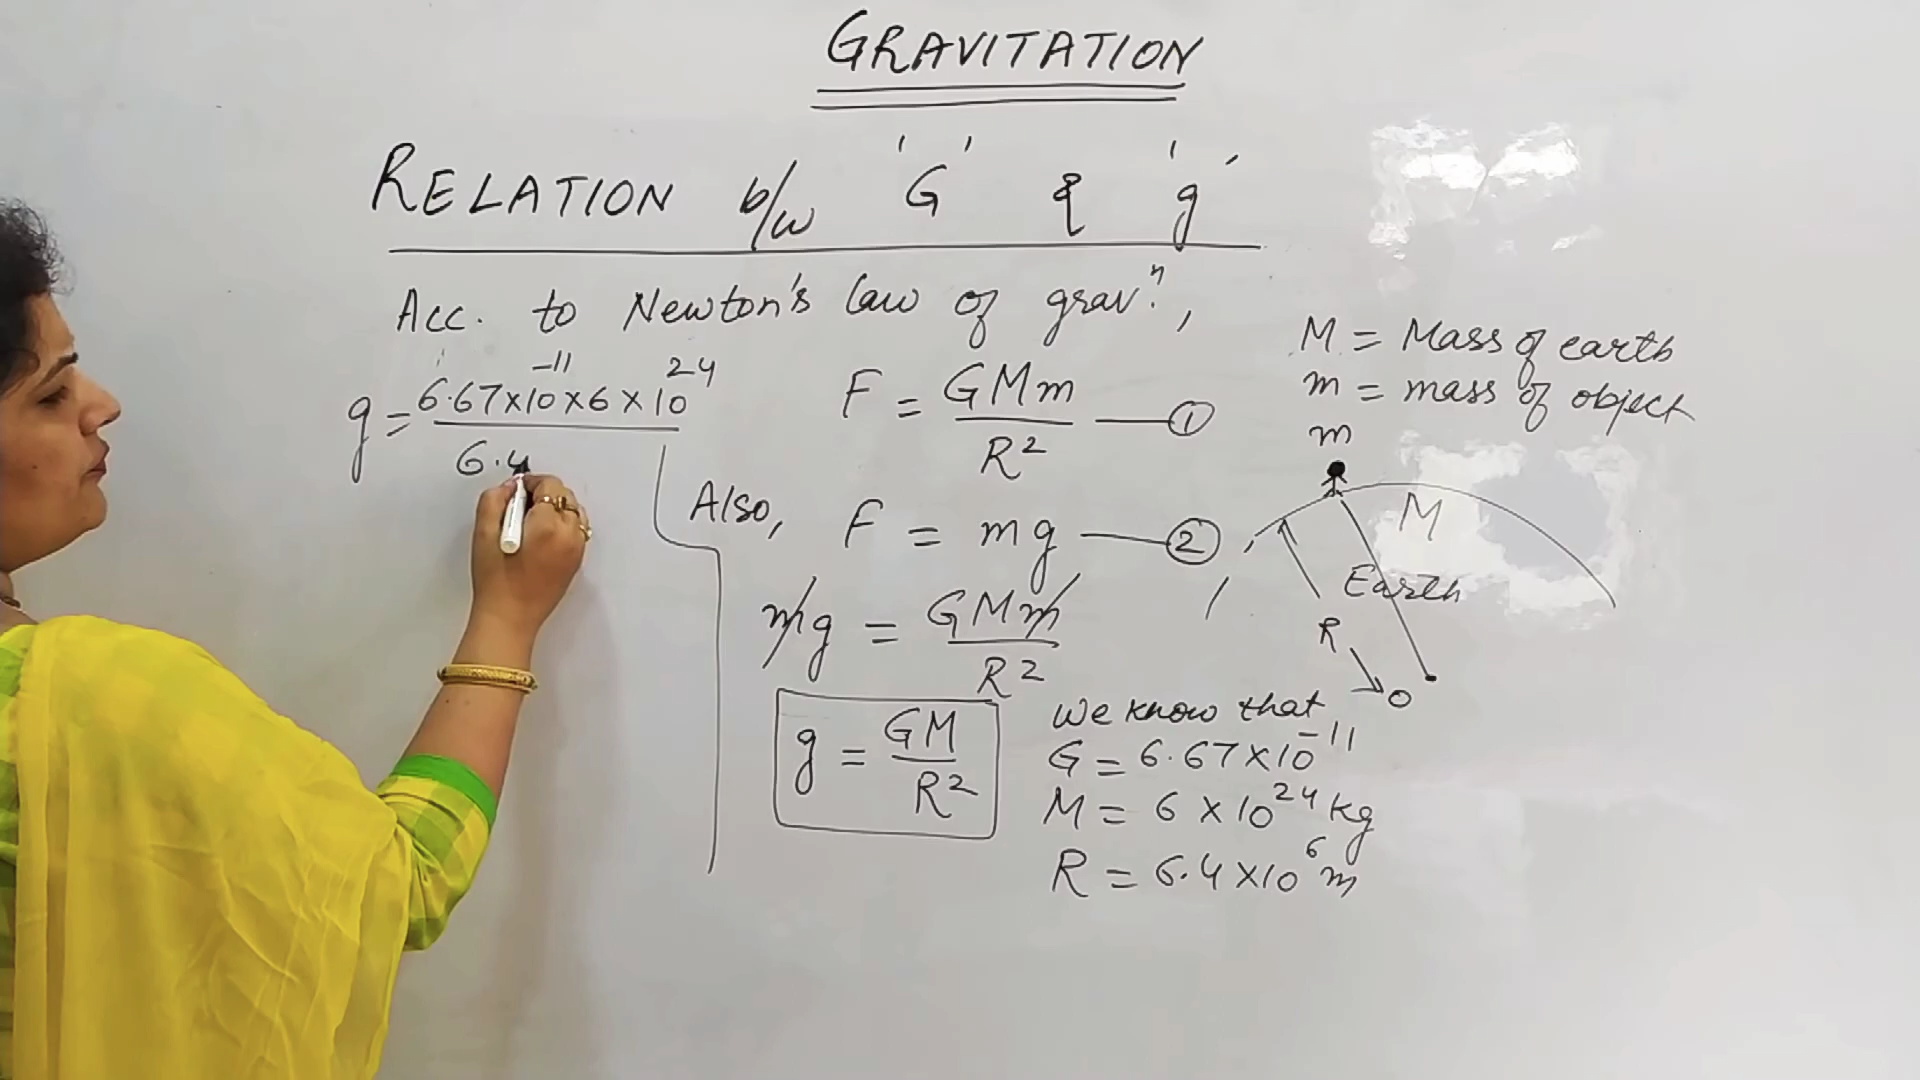 GRAVITATION
RELATION b/w 'G' & 'g'
Acc. to Newton's law of gravⁿ.,
g = 6.67×10⁻¹¹×6×10²⁴ / 6.4
F = GMm / R² —— ①
Also, F = mg —— ②
mg = GMm / R²
g = GM / R²
M = Mass of earth
m = mass of object
m
M
Earth
R
O
We know that
G = 6.67×10⁻¹¹
M = 6×10²⁴ kg
R = 6.4×10⁶ m